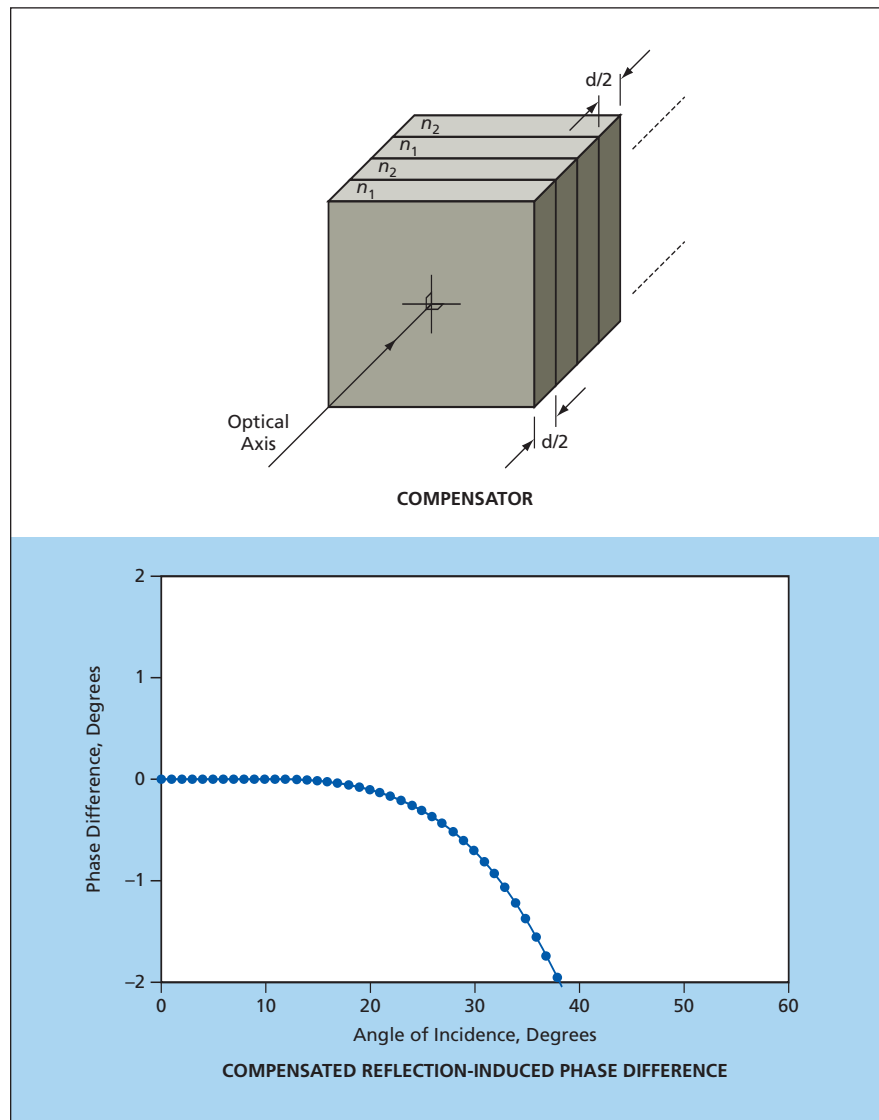 d/2
n₂
n₁
n₂
n₁
Optical
Axis
d/2
COMPENSATOR
2
1
0
–1
–2
Phase Difference, Degrees
0 10 20 30 40 50 60
Angle of Incidence, Degrees
COMPENSATED REFLECTION-INDUCED PHASE DIFFERENCE